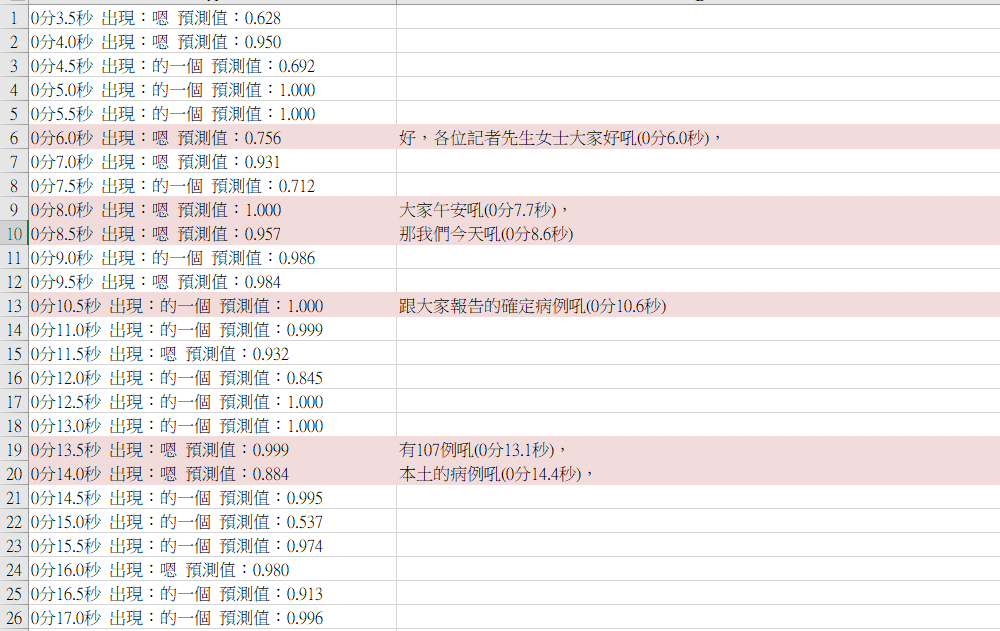 1 0分3.5秒 出現：嗯 預測值：0.628
2 0分4.0秒 出現：嗯 預測值：0.950
3 0分4.5秒 出現：的一個 預測值：0.692
4 0分5.0秒 出現：的一個 預測值：1.000
5 0分5.5秒 出現：的一個 預測值：1.000
6 0分6.0秒 出現：嗯 預測值：0.756 好，各位記者先生女士大家好吼(0分6.0秒)，
7 0分7.0秒 出現：嗯 預測值：0.931
8 0分7.5秒 出現：的一個 預測值：0.712
9 0分8.0秒 出現：嗯 預測值：1.000 大家午安吼(0分7.7秒)，
10 0分8.5秒 出現：嗯 預測值：0.957 那我們今天吼(0分8.6秒)
11 0分9.0秒 出現：的一個 預測值：0.986
12 0分9.5秒 出現：嗯 預測值：0.984
13 0分10.5秒 出現：的一個 預測值：1.000 跟大家報告的確定病例吼(0分10.6秒)
14 0分11.0秒 出現：的一個 預測值：0.999
15 0分11.5秒 出現：嗯 預測值：0.932
16 0分12.0秒 出現：的一個 預測值：0.845
17 0分12.5秒 出現：的一個 預測值：1.000
18 0分13.0秒 出現：的一個 預測值：1.000
19 0分13.5秒 出現：嗯 預測值：0.999 有107例吼(0分13.1秒)，
20 0分14.0秒 出現：嗯 預測值：0.884 本土的病例吼(0分14.4秒)，
21 0分14.5秒 出現：的一個 預測值：0.995
22 0分15.0秒 出現：的一個 預測值：0.537
23 0分15.5秒 出現：的一個 預測值：0.974
24 0分16.0秒 出現：嗯 預測值：0.980
25 0分16.5秒 出現：的一個 預測值：0.913
26 0分17.0秒 出現：的一個 預測值：0.996